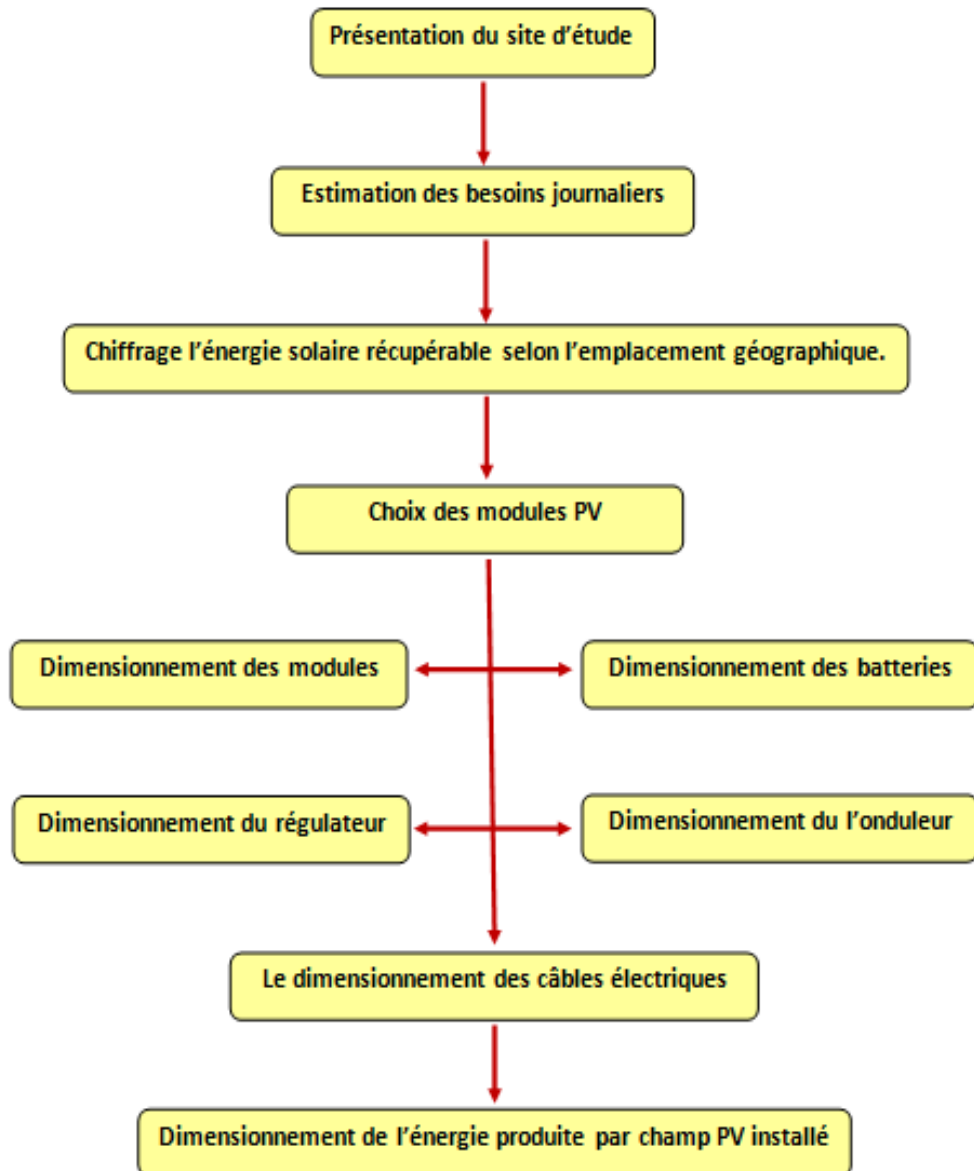 Présentation du site d'étude
Estimation des besoins journaliers
Chiffrage l'énergie solaire récupérable selon l'emplacement géographique.
Choix des modules PV
Dimensionnement des modules
Dimensionnement des batteries
Dimensionnement du régulateur
Dimensionnement du l'onduleur
Le dimensionnement des câbles électriques
Dimensionnement de l'énergie produite par champ PV installé